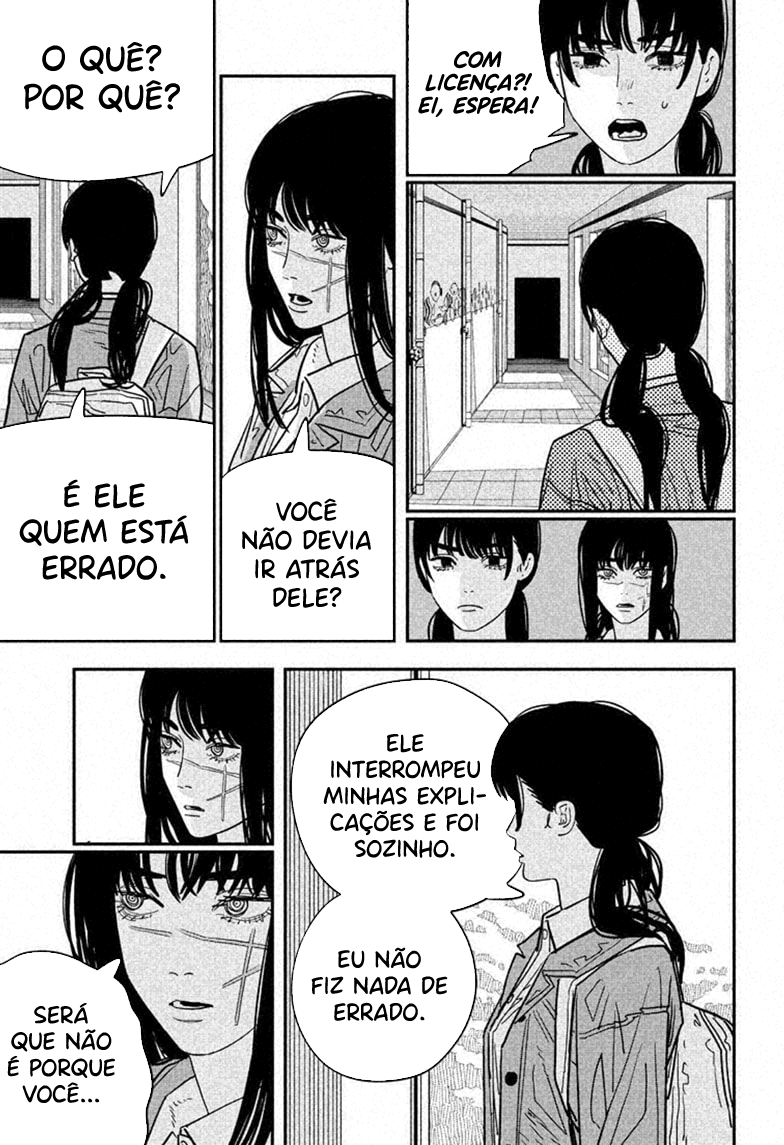 COM
LICENÇA?!
EI, ESPERA!
VOCÊ
NÃO DEVIA
IR ATRÁS
DELE?
O QUÊ?
POR QUÊ?
É ELE
QUEM ESTÁ
ERRADO.
ELE
INTERROMPEU
MINHAS EXPLI-
CAÇÕES E FOI
SOZINHO.
EU NÃO
FIZ NADA DE
ERRADO.
SERÁ
QUE NÃO
É PORQUE
VOCÊ...